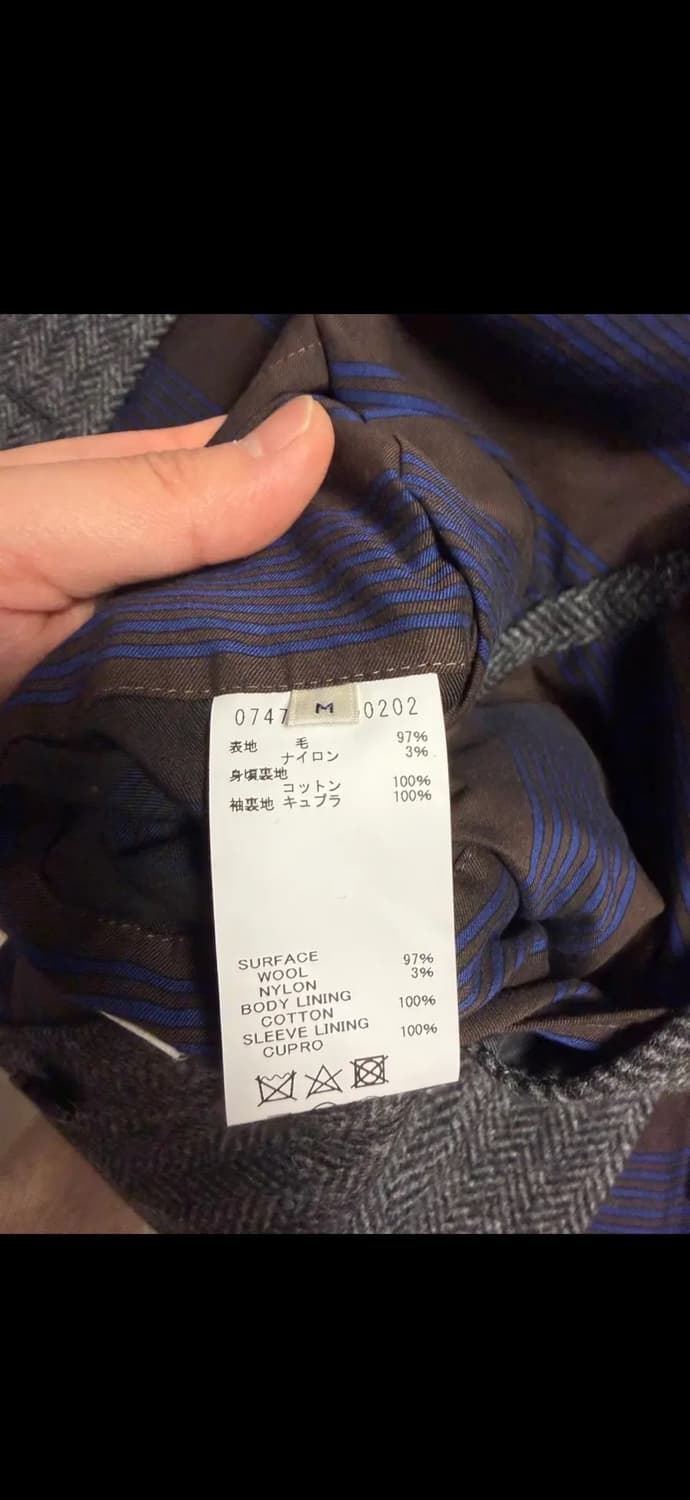 0747 M 0202
表地 毛 97%
ナイロン 3%
身頃裏地
コットン 100%
袖裏地 キュプラ 100%
SURFACE
WOOL 97%
NYLON 3%
BODY LINING
COTTON 100%
SLEEVE LINING
CUPRO 100%